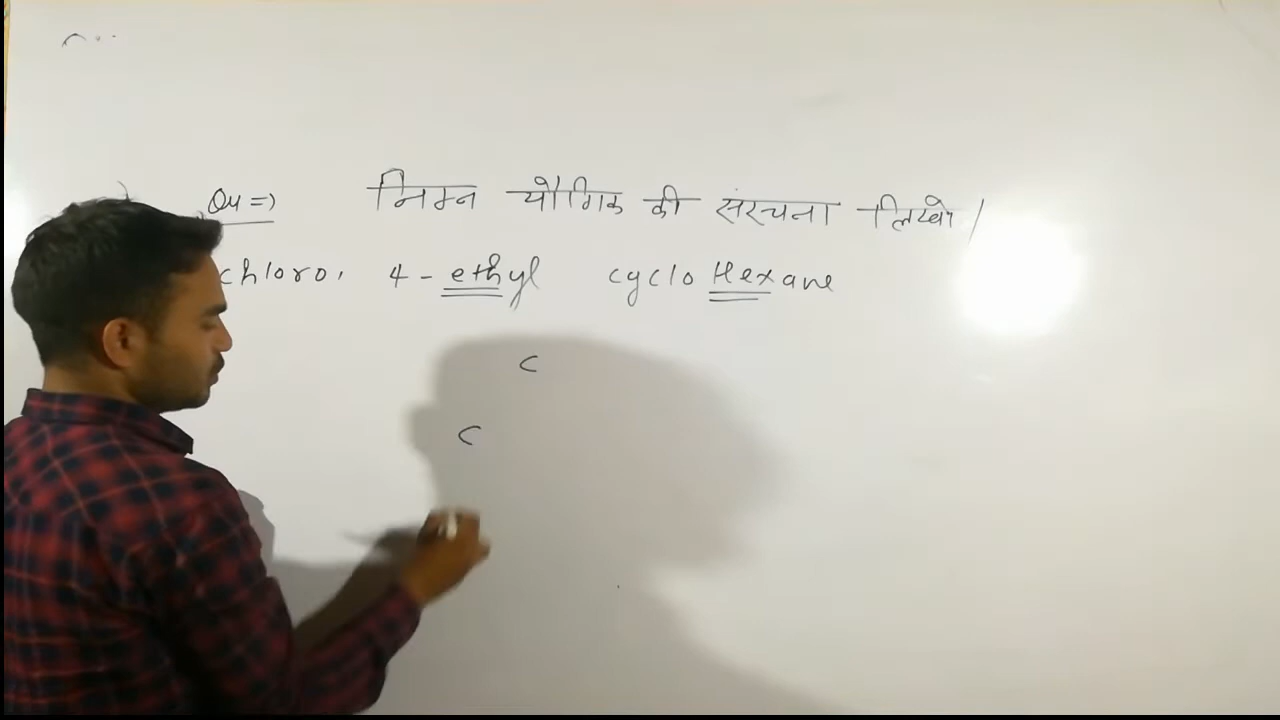 Qu ⇒ निम्न यौगिक की संरचना लिखो।
chloro, 4 - ethyl cyclo Hexane
C
C